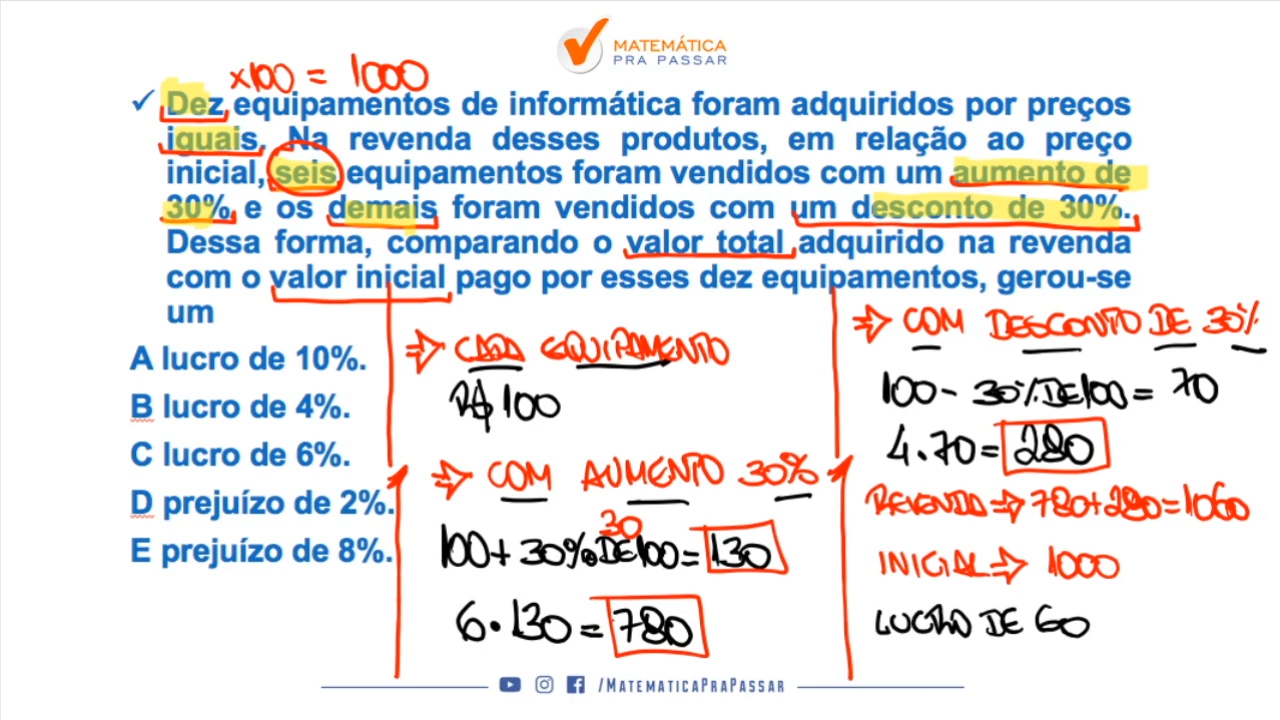 MATEMÁTICA
PRA PASSAR
x100 = 1000
✓ Dez equipamentos de informática foram adquiridos por preços
iguais. Na revenda desses produtos, em relação ao preço
inicial, seis equipamentos foram vendidos com um aumento de
30% e os demais foram vendidos com um desconto de 30%.
Dessa forma, comparando o valor total adquirido na revenda
com o valor inicial pago por esses dez equipamentos, gerou-se
um
A lucro de 10%.
B lucro de 4%.
C lucro de 6%.
D prejuízo de 2%.
E prejuízo de 8%.
⇒ CADA EQUIPAMENTO
R$ 100
⇒ COM AUMENTO 30%
30
100 + 30% DE 100 = 130
6 · 130 = 780
⇒ COM DESCONTO DE 30%
100 - 30% DE 100 = 70
4 · 70 = 280
REVENDA ⇒ 780 + 280 = 1060
INICIAL ⇒ 1000
LUCRO DE 60
/MATEMATICAPRAPASSAR